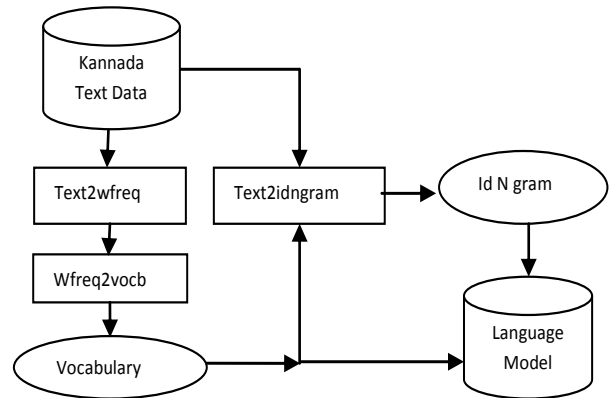 Kannada
Text Data
Text2wfreq
Text2idngram
Id N gram
Wfreq2vocb
Vocabulary
Language
Model